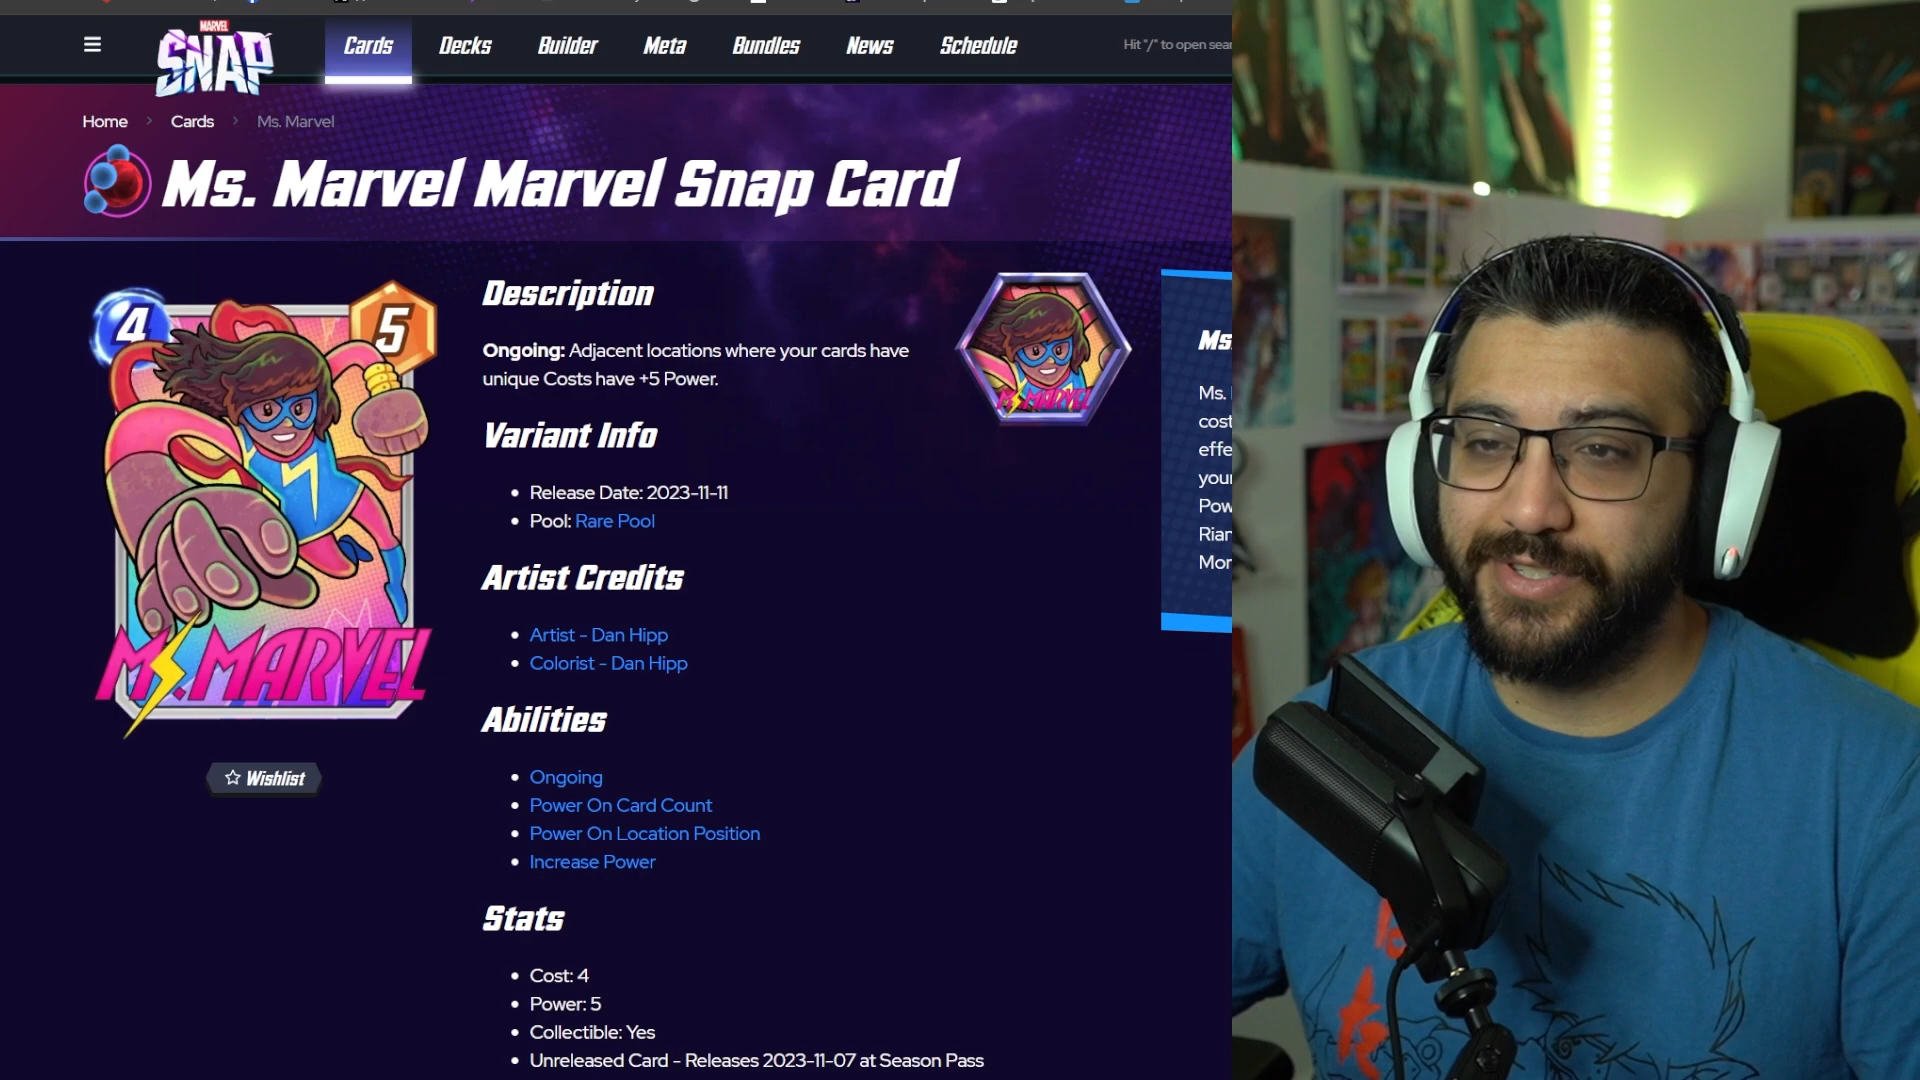 MARVEL
SNAP
Cards
Decks
Builder
Meta
Bundles
News
Schedule
Hit "/" to open sear
Home > Cards > Ms. Marvel
Ms. Marvel Marvel Snap Card
4
5
MS. MARVEL
Wishlist
Description
Ongoing: Adjacent locations where your cards have
unique Costs have +5 Power.
Variant Info
Release Date: 2023-11-11
Pool: Rare Pool
Artist Credits
Artist - Dan Hipp
Colorist - Dan Hipp
Abilities
Ongoing
Power On Card Count
Power On Location Position
Increase Power
Stats
Cost: 4
Power: 5
Collectible: Yes
Unreleased Card - Releases 2023-11-07 at Season Pass
MS. MARVEL
Ms.
Ms.
cost
effe
your
Pow
Rian
Mor